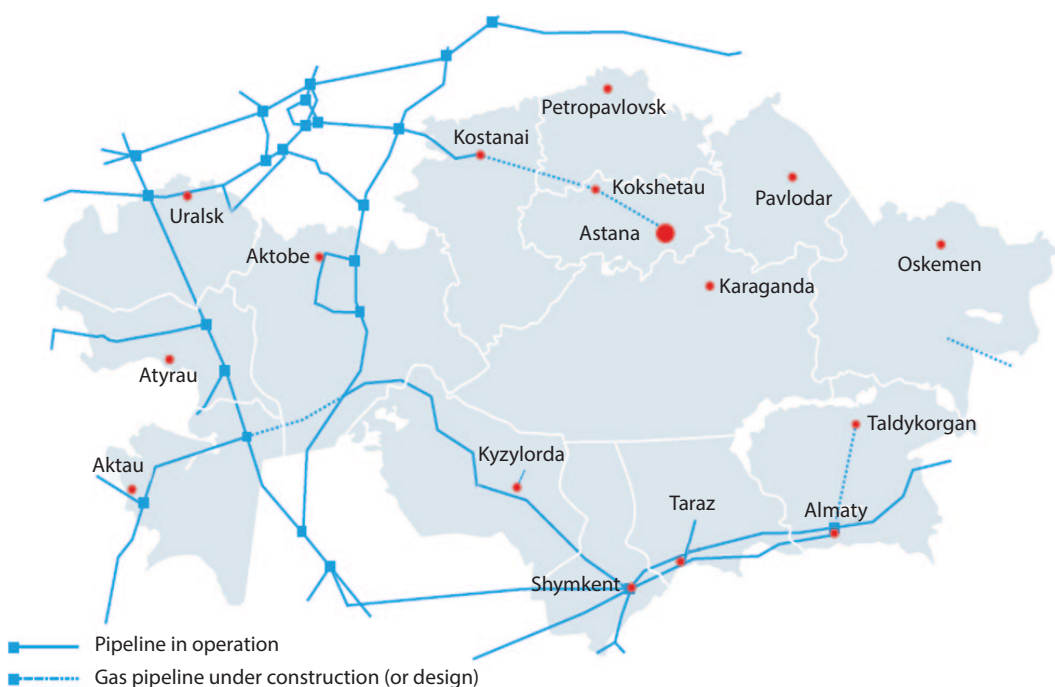 Petropavlovsk
Kostanai
Kokshetau
Pavlodar
Uralsk
Astana
Aktobe
Oskemen
Karaganda
Atyrau
Taldykorgan
Aktau
Kyzylorda
Taraz
Almaty
Shymkent
Pipeline in operation
Gas pipeline under construction (or design)